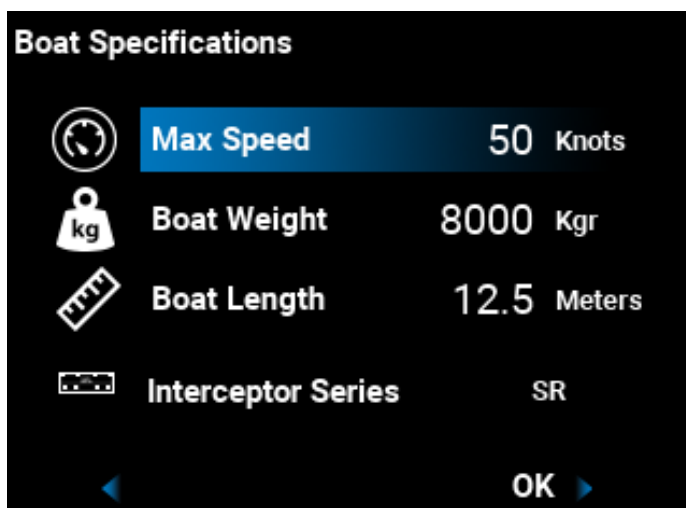 Boat Specifications
Max Speed 50 Knots
kg Boat Weight 8000 Kgr
Boat Length 12.5 Meters
Interceptor Series SR
OK